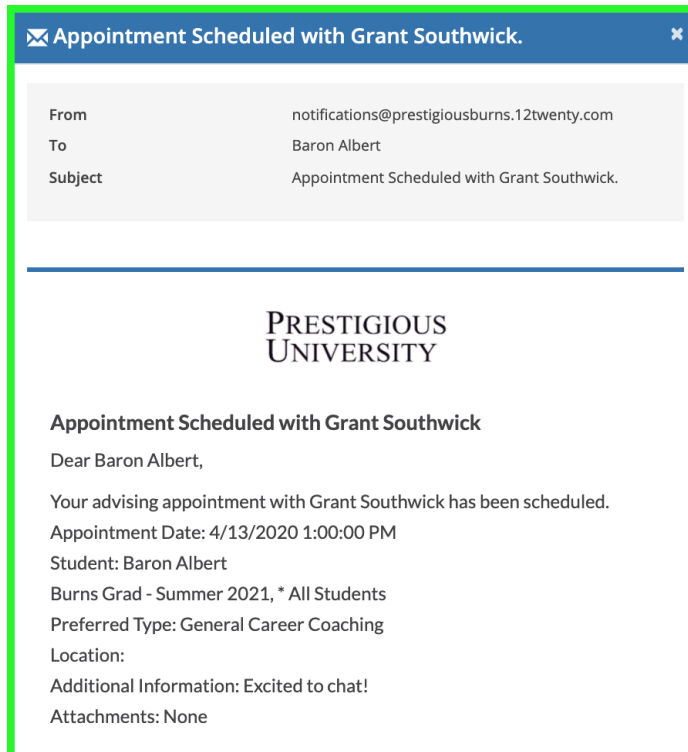 Appointment Scheduled with Grant Southwick.
From notifications@prestigiousburns.12twenty.com
To Baron Albert
Subject Appointment Scheduled with Grant Southwick.
PRESTIGIOUS
UNIVERSITY
Appointment Scheduled with Grant Southwick
Dear Baron Albert,
Your advising appointment with Grant Southwick has been scheduled.
Appointment Date: 4/13/2020 1:00:00 PM
Student: Baron Albert
Burns Grad - Summer 2021, * All Students
Preferred Type: General Career Coaching
Location:
Additional Information: Excited to chat!
Attachments: None